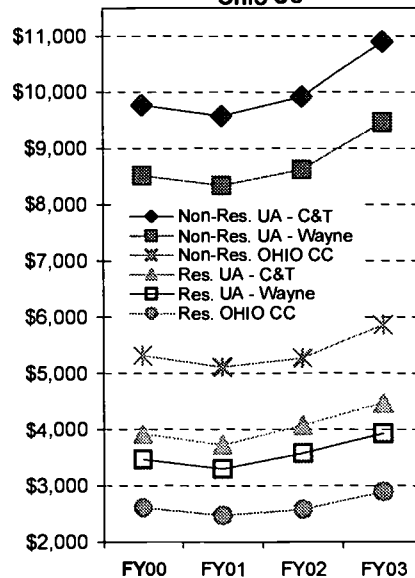 Ohio CC
$11,000
$10,000
$9,000
$8,000
$7,000
$6,000
$5,000
$4,000
$3,000
$2,000
Non-Res. UA - C&T
Non-Res. UA - Wayne
Non-Res. OHIO CC
Res. UA - C&T
Res. UA - Wayne
Res. OHIO CC
FY00 FY01 FY02 FY03